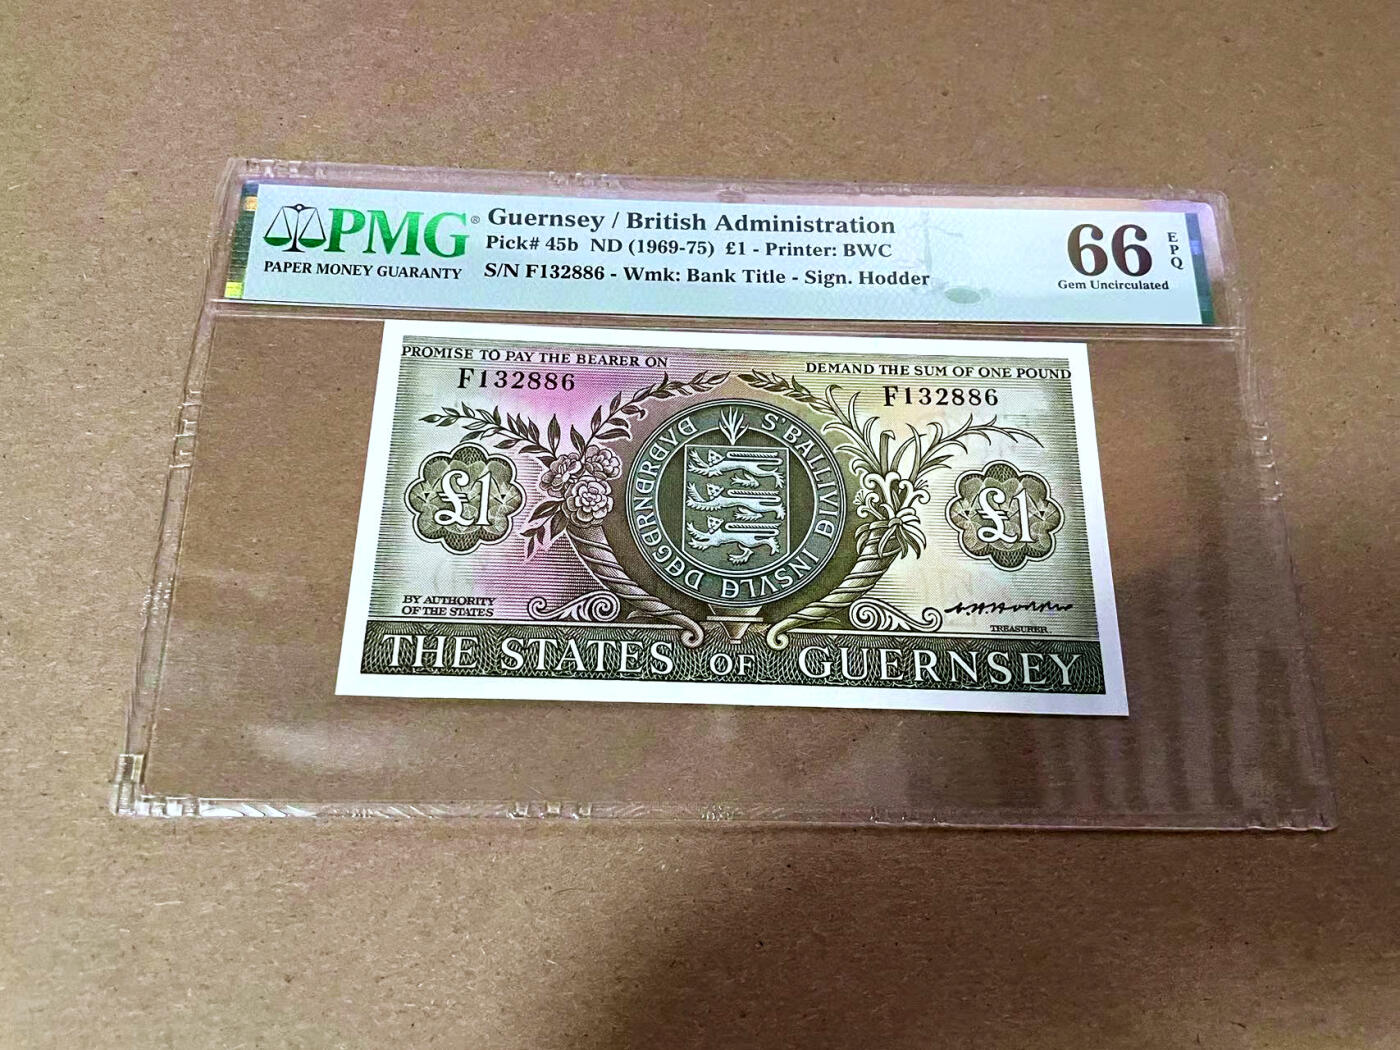 PMG®
PAPER MONEY GUARANTY
Guernsey / British Administration
Pick# 45b ND (1969-75) £1 - Printer: BWC
S/N F132886 - Wmk: Bank Title - Sign. Hodder
66 EPQ
Gem Uncirculated
PROMISE TO PAY THE BEARER ON
DEMAND THE SUM OF ONE POUND
F132886
F132886
£1
£1
S'BALLIVIE INSVLE DEGERNEREVE
BY AUTHORITY
OF THE STATES
TREASURER.
THE STATES OF GUERNSEY